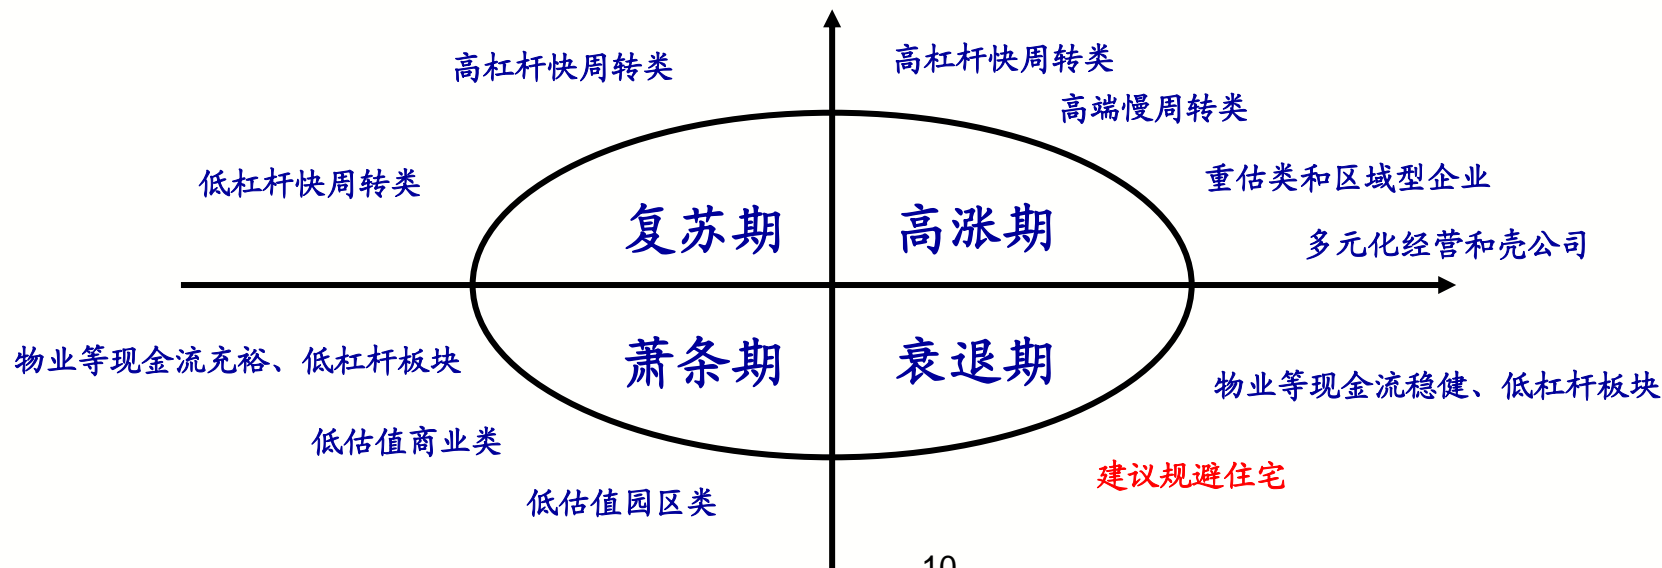 高杠杆快周转类
高杠杆快周转类
高端慢周转类
低杠杆快周转类
重估类和区域型企业
复苏期
高涨期
多元化经营和壳公司
物业等现金流充裕、低杠杆板块
萧条期
衰退期
物业等现金流稳健、低杠杆板块
低估值商业类
建议规避住宅
低估值园区类
10